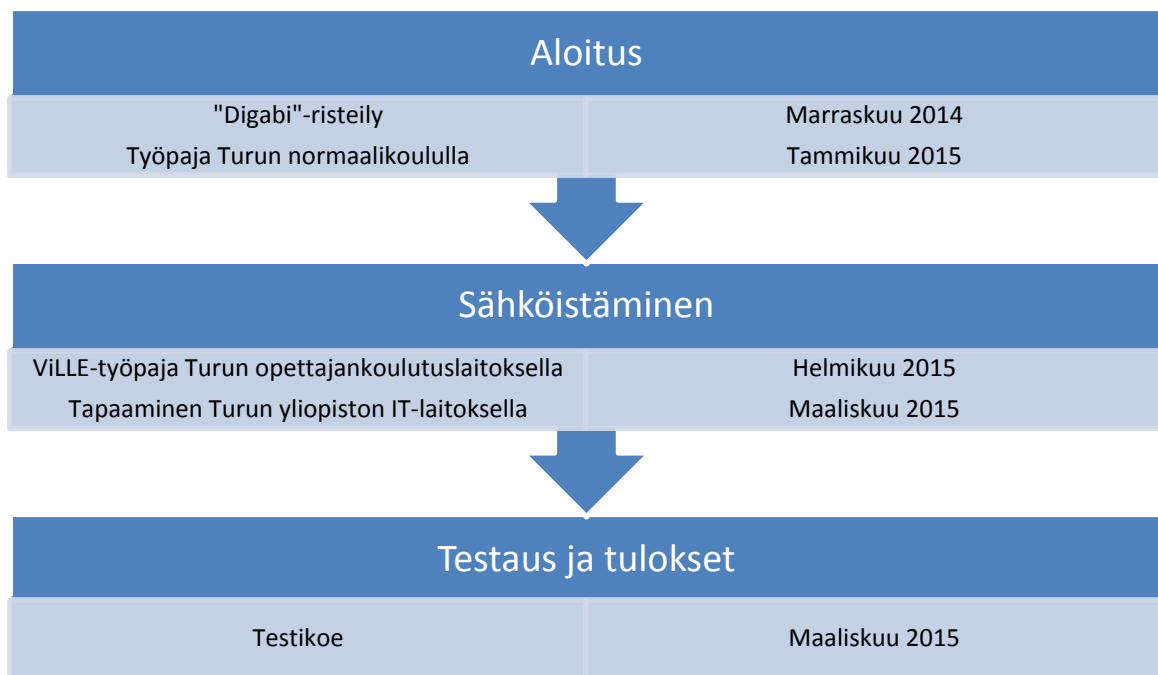 Aloitus
"Digabi"-risteily Marraskuu 2014
Työpaja Turun normaalikoululla Tammikuu 2015
Sähköistäminen
ViLLE-työpaja Turun opettajankoulutuslaitoksella Helmikuu 2015
Tapaaminen Turun yliopiston IT-laitoksella Maaliskuu 2015
Testaus ja tulokset
Testikoe Maaliskuu 2015